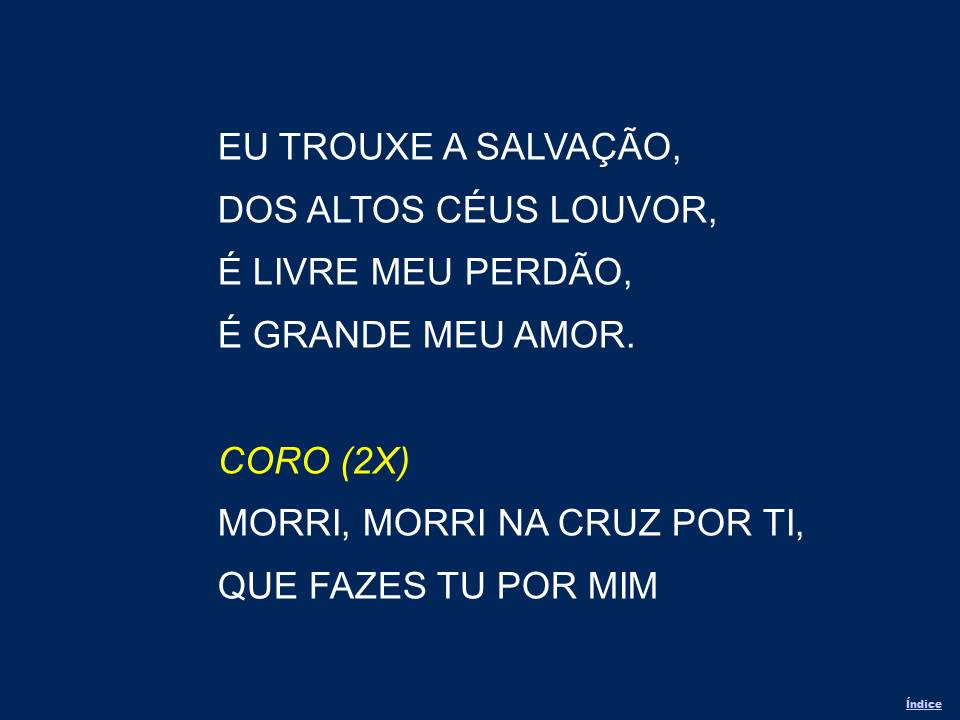 EU TROUXE A SALVAÇÃO,
DOS ALTOS CÉUS LOUVOR,
É LIVRE MEU PERDÃO,
É GRANDE MEU AMOR.
CORO (2X)
MORRI, MORRI NA CRUZ POR TI,
QUE FAZES TU POR MIM
Índice